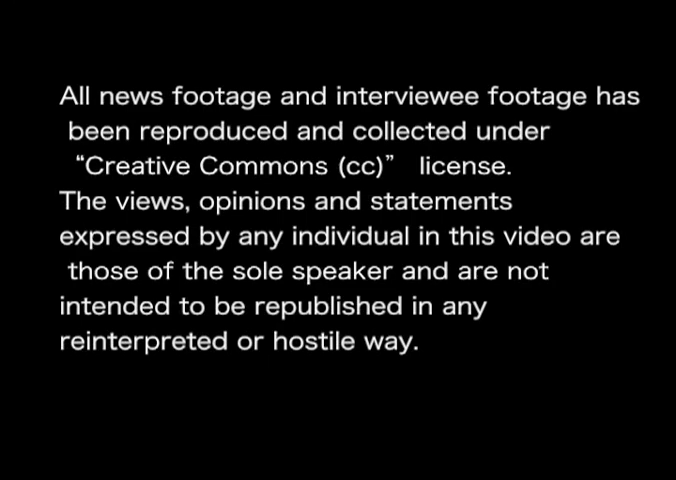 All news footage and interviewee footage has
been reproduced and collected under
“Creative Commons (cc)” license.
The views, opinions and statements
expressed by any individual in this video are
those of the sole speaker and are not
intended to be republished in any
reinterpreted or hostile way.